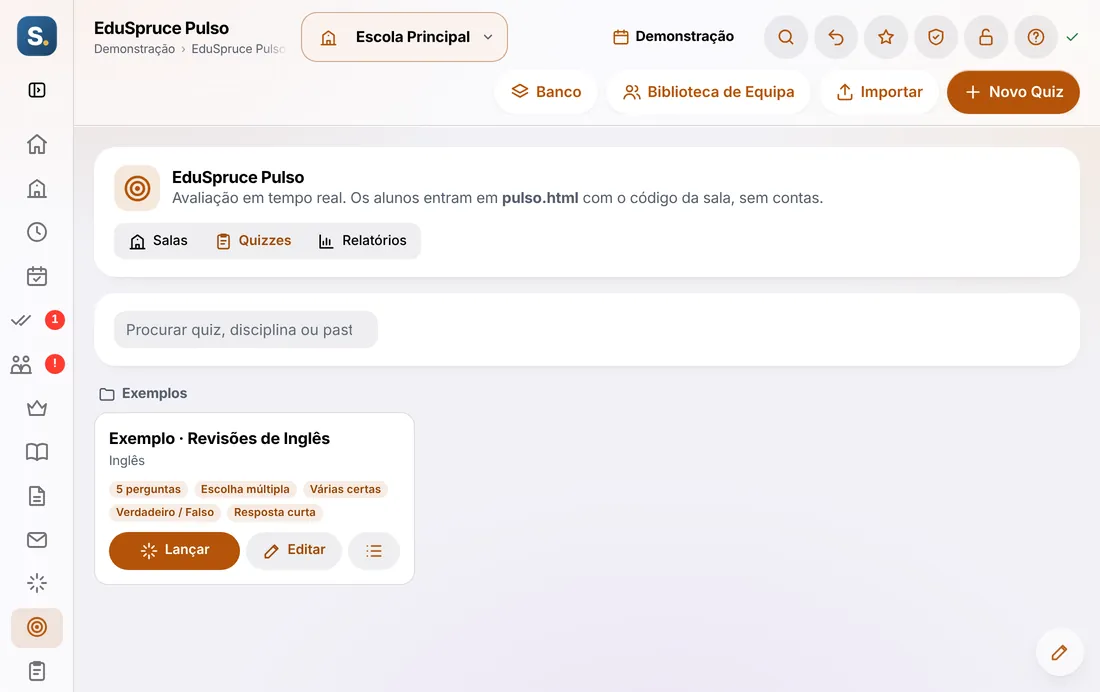 S.
EduSpruce Pulso
Demonstração › EduSpruce Pulso
Escola Principal
Demonstração
Banco
Biblioteca de Equipa
Importar
Novo Quiz
EduSpruce Pulso
Avaliação em tempo real. Os alunos entram em pulso.html com o código da sala, sem contas.
Salas
Quizzes
Relatórios
1
!
Procurar quiz, disciplina ou past
Exemplos
Exemplo · Revisões de Inglês
Inglês
5 perguntas
Escolha múltipla
Várias certas
Verdadeiro / Falso
Resposta curta
Lançar
Editar